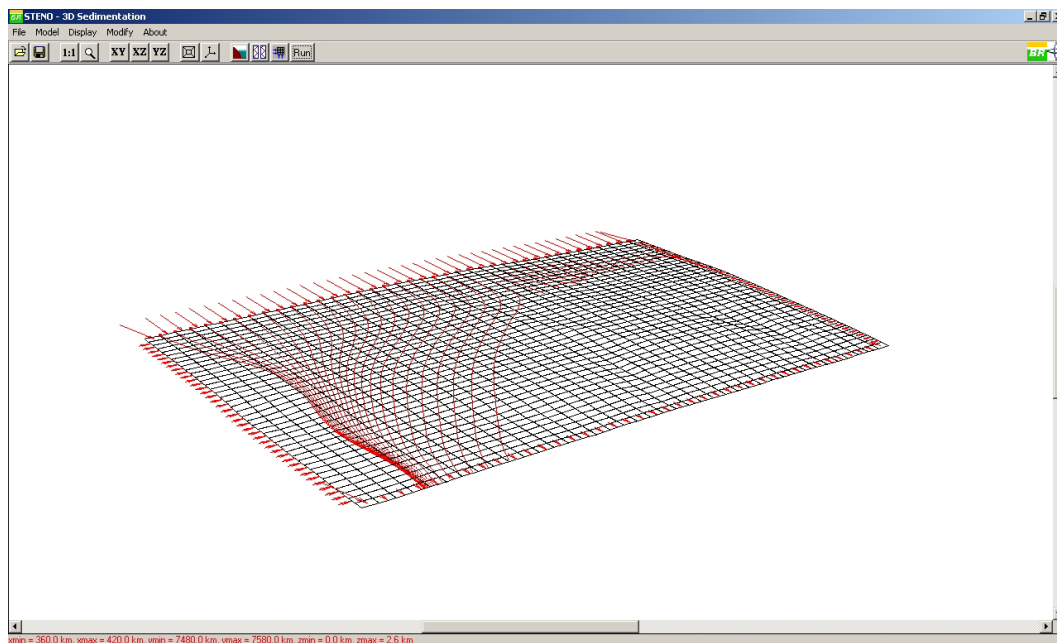 BR STENO - 3D Sedimentation
File Model Display Modify About
1:1 XY XZ YZ Run BR
xmin = 360.0 km, xmax = 420.0 km, ymin = 7480.0 km, ymax = 7580.0 km, zmin = 0.0 km, zmax = 2.6 km